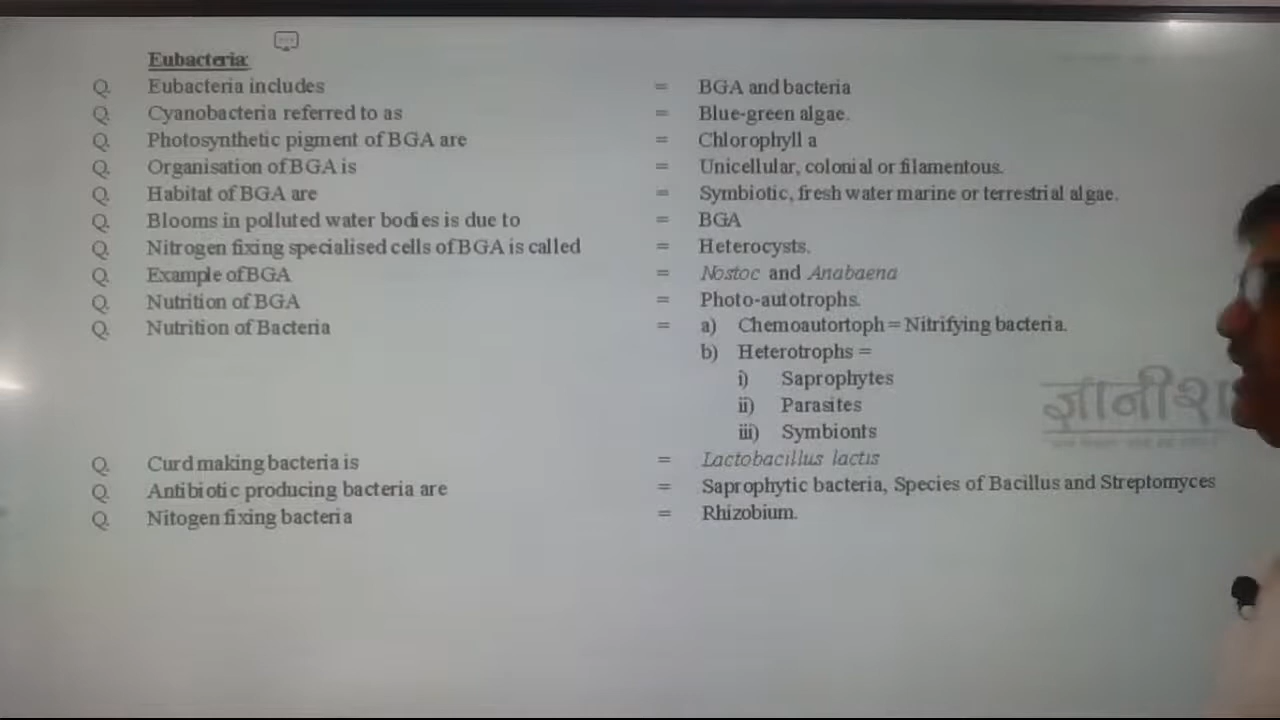 Eubacteria
Q. Eubacteria includes = BGA and bacteria
Q. Cyanobacteria referred to as = Blue-green algae.
Q. Photosynthetic pigment of BGA are = Chlorophyll a
Q. Organisation of BGA is = Unicellular, colonial or filamentous.
Q. Habitat of BGA are = Symbiotic, fresh water marine or terrestrial algae.
Q. Blooms in polluted water bodies is due to = BGA
Q. Nitrogen fixing specialised cells of BGA is called = Heterocysts.
Q. Example of BGA = Nostoc and Anabaena
Q. Nutrition of BGA = Photo-autotrophs.
Q. Nutrition of Bacteria = a) Chemoautortoph = Nitrifying bacteria.
b) Heterotrophs =
i) Saprophytes
ii) Parasites
iii) Symbionts
Q. Curd making bacteria is = Lactobacillus lactis
Q. Antibiotic producing bacteria are = Saprophytic bacteria, Species of Bacillus and Streptomyces
Q. Nitogen fixing bacteria = Rhizobium.